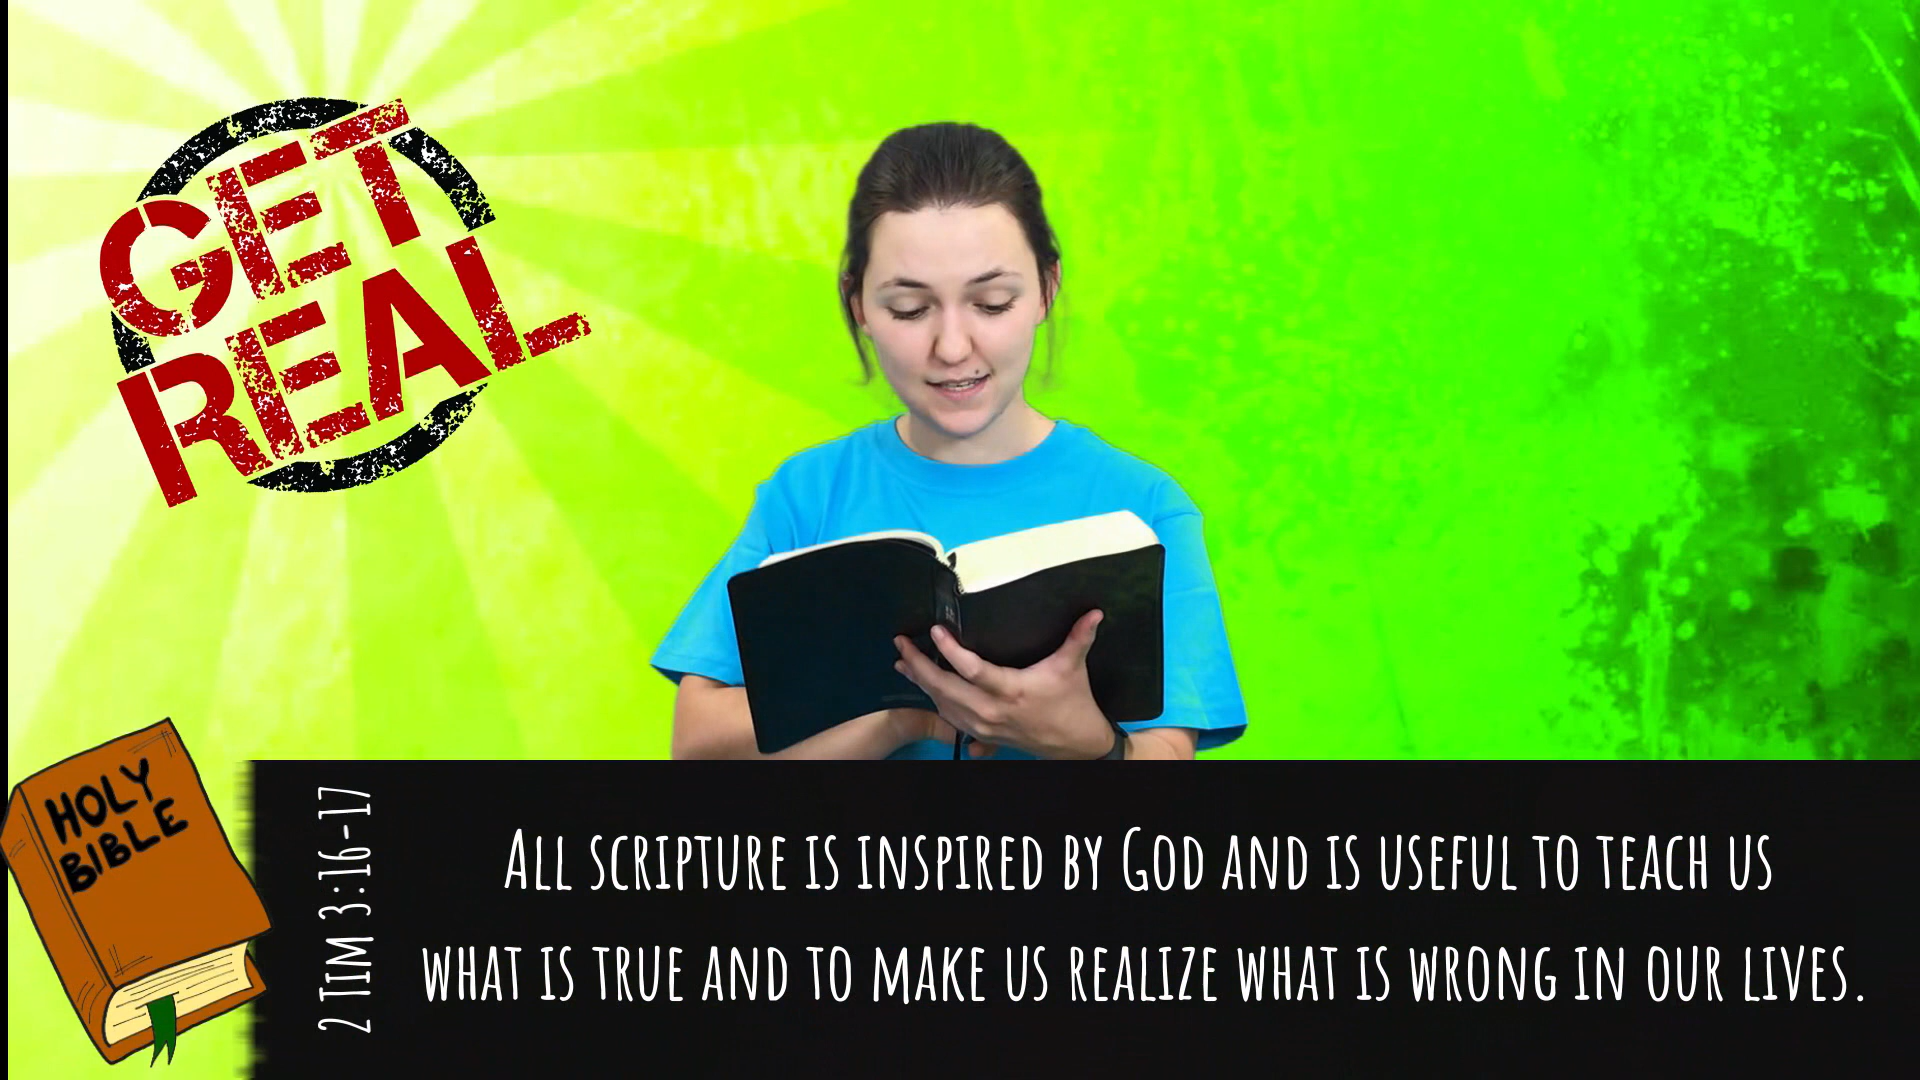 GET
REAL
HOLY
BIBLE
2 Tim 3:16-17
All scripture is inspired by God and is useful to teach us
what is true and to make us realize what is wrong in our lives.